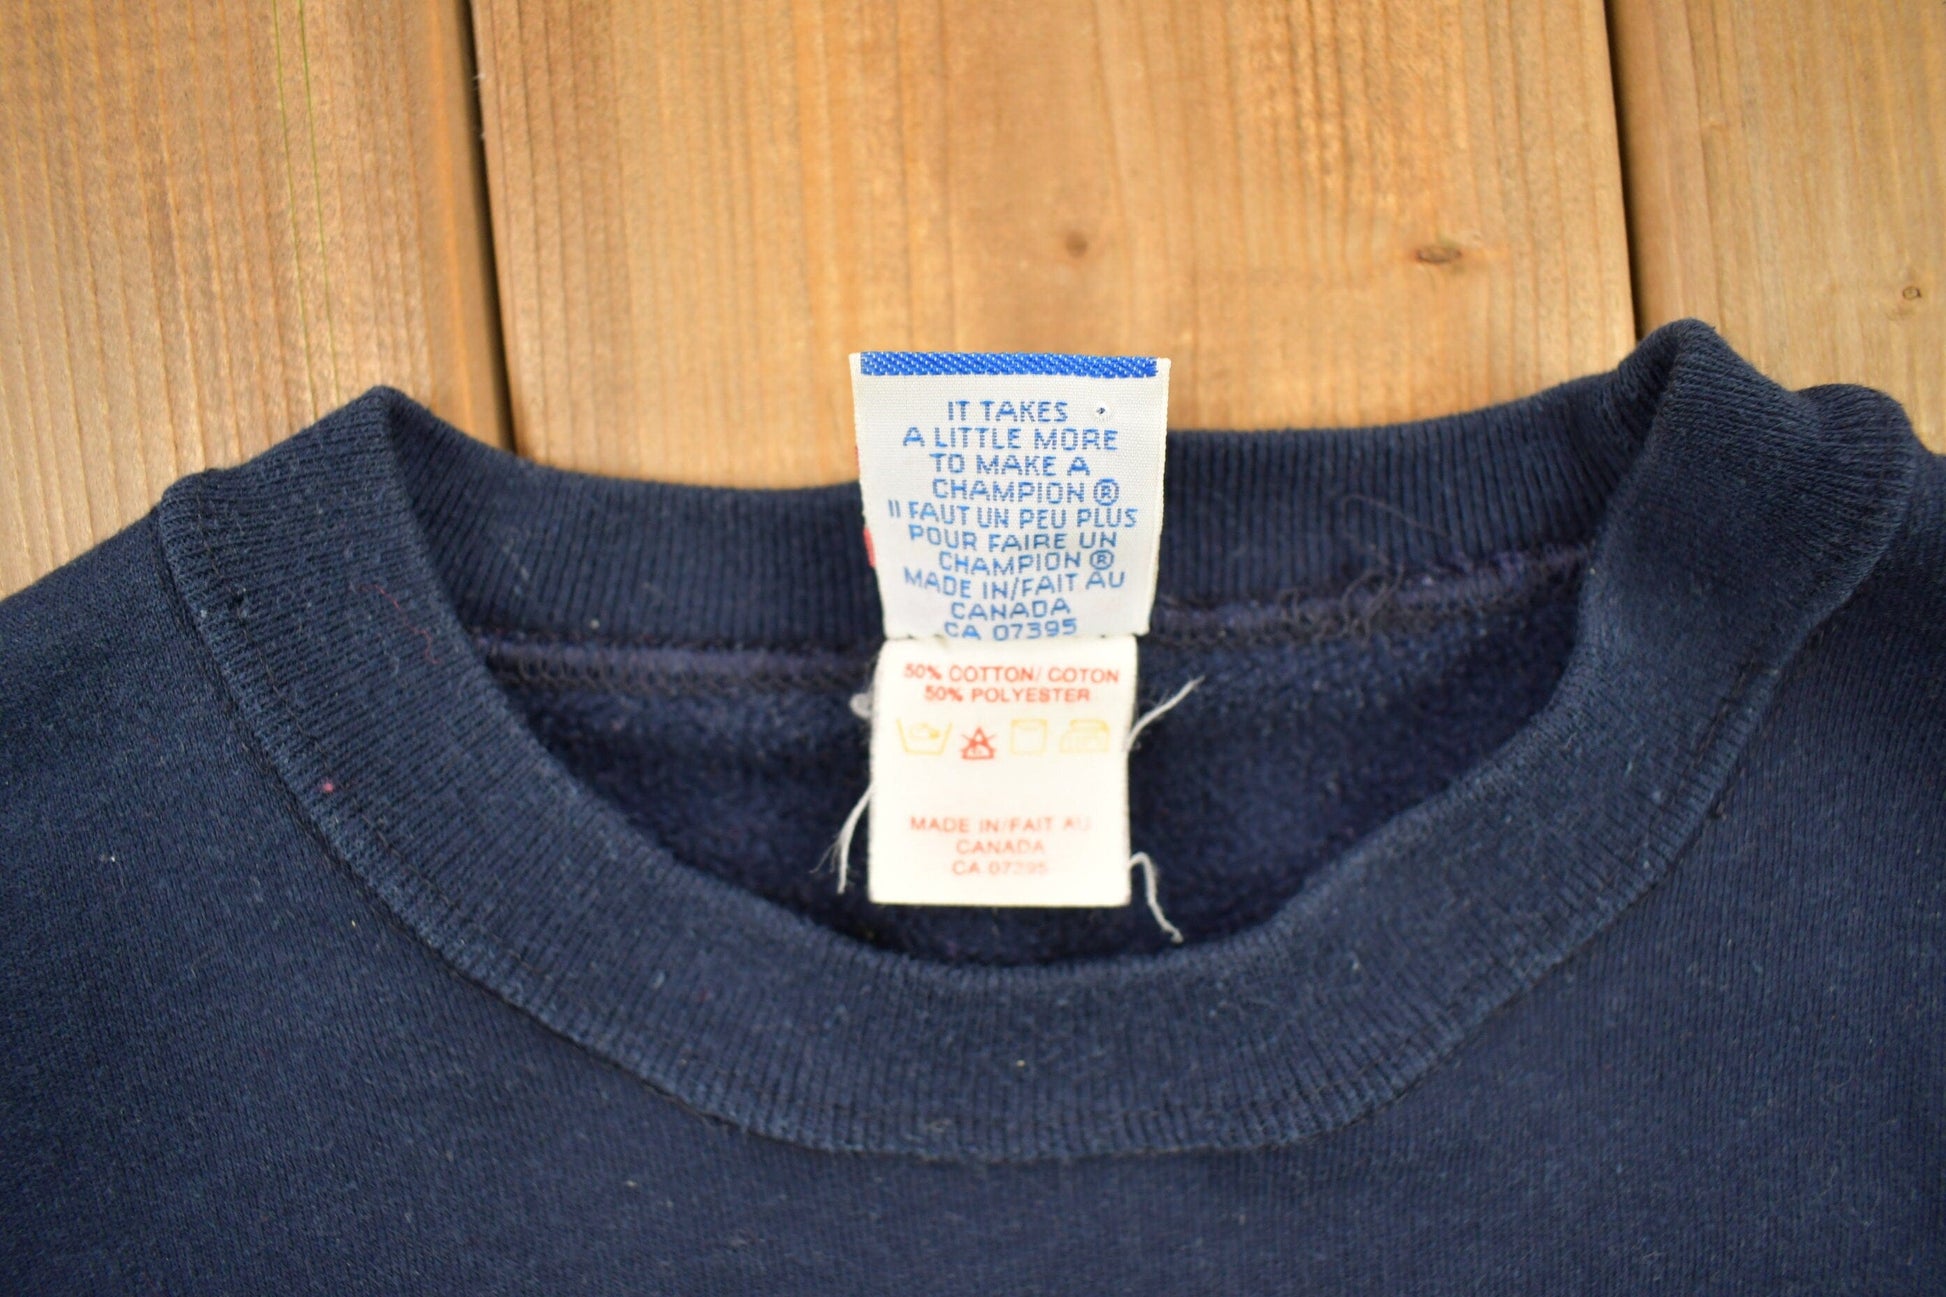 IT TAKES
A LITTLE MORE
TO MAKE A
CHAMPION ®
Il FAUT UN PEU PLUS
POUR FAIRE UN
CHAMPION ®
MADE IN/FAIT AU
CANADA
CA 07395
50% COTTON/ COTON
50% POLYESTER
MADE IN/FAIT AU
CANADA
CA 07395